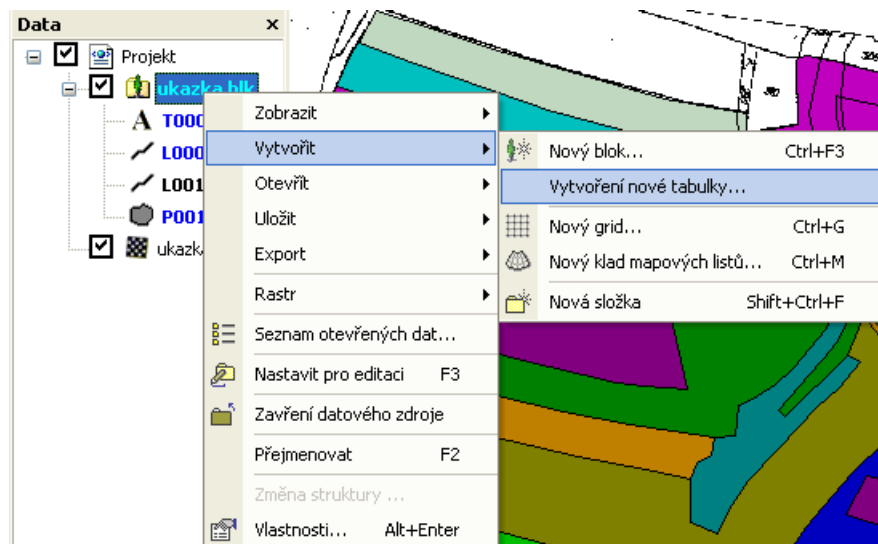 Data
Projekt
ukazka.blk
T000
L000
L001
P001
Zobrazit
Vytvořit
Otevřít
Uložit
Export
Rastr
Seznam otevřených dat...
Nastavit pro editaci F3
Zavření datového zdroje
Přejmenovat F2
Změna struktury ...
Vlastnosti... Alt+Enter
Nový blok... Ctrl+F3
Vytvoření nové tabulky...
Nový grid... Ctrl+G
Nový klad mapových listů... Ctrl+M
Nová složka Shift+Ctrl+F